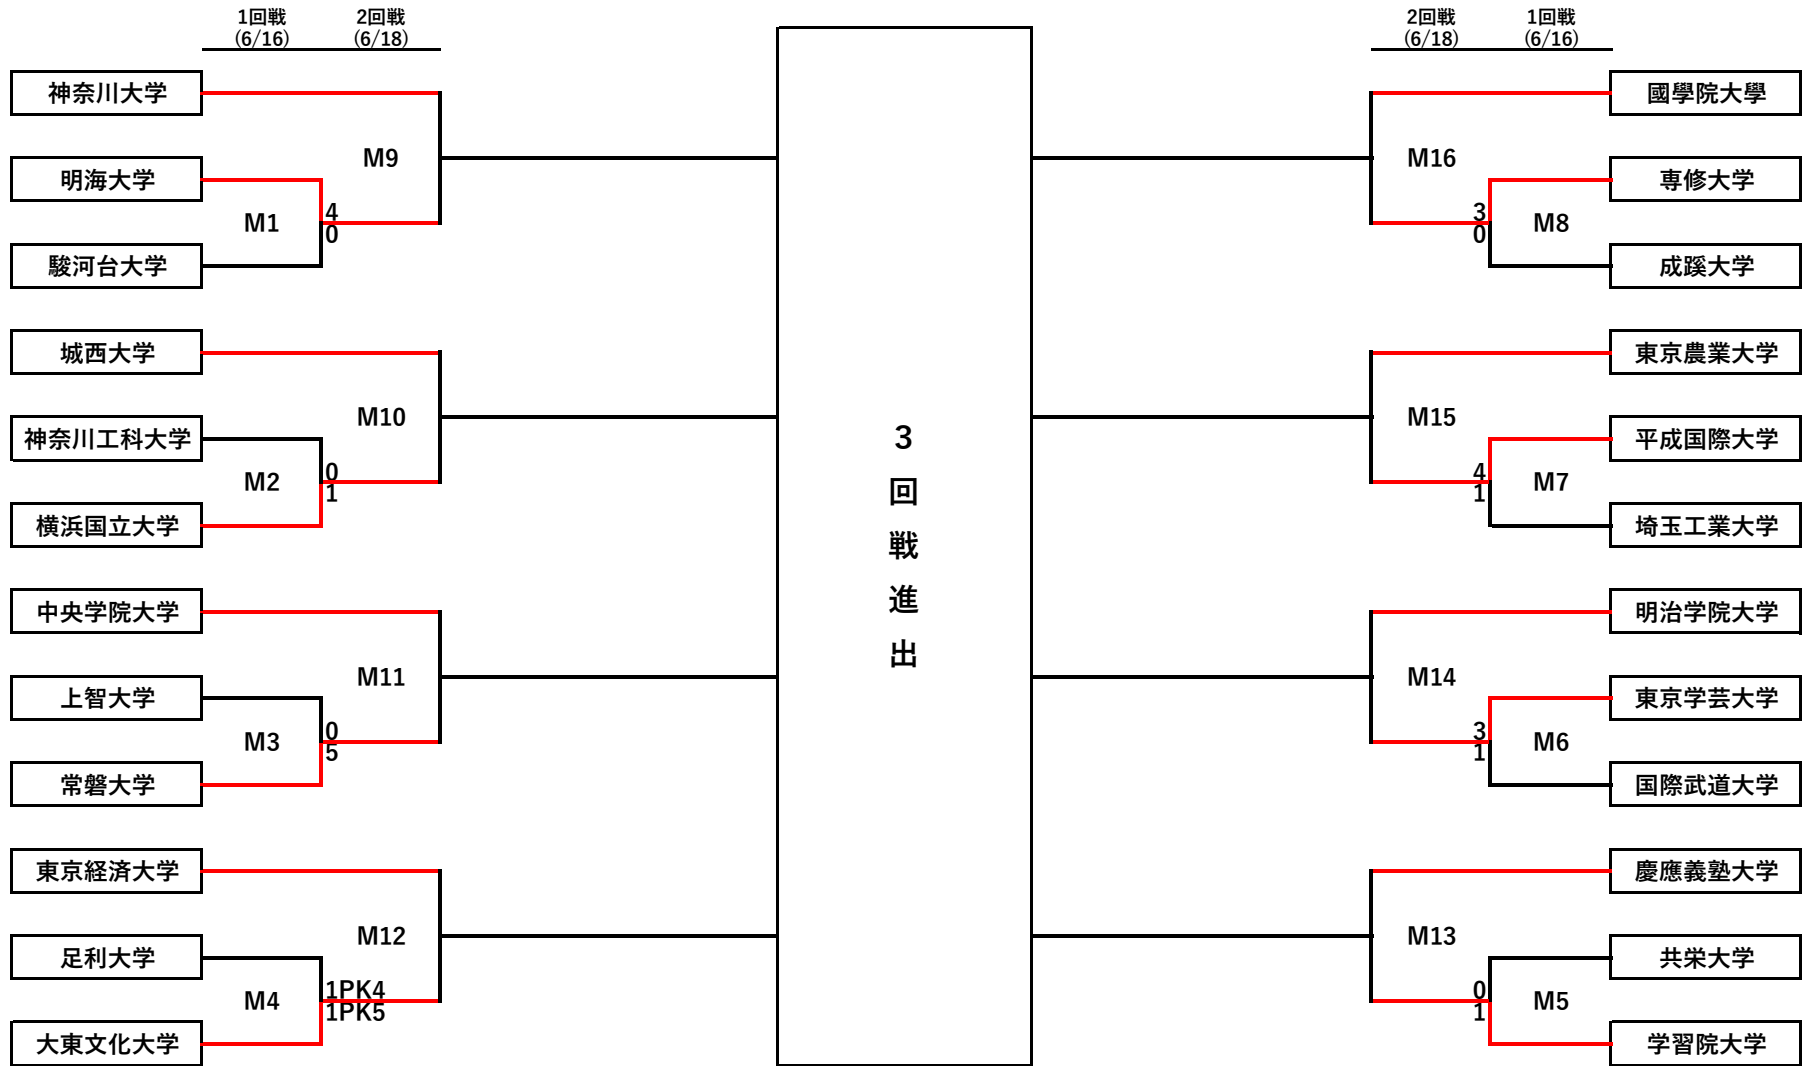 1回戦
(6/16)
2回戦
(6/18)
2回戦
(6/18)
1回戦
(6/16)
神奈川大学
明海大学
駿河台大学
M1
4
0
M9
城西大学
神奈川工科大学
横浜国立大学
M2
0
1
M10
中央学院大学
上智大学
常磐大学
M3
0
5
M11
東京経済大学
足利大学
大東文化大学
M4
1PK4
1PK5
M12
3
回
戦
進
出
國學院大學
専修大学
成蹊大学
M16
3
0
M8
東京農業大学
平成国際大学
埼玉工業大学
M15
4
1
M7
明治学院大学
東京学芸大学
国際武道大学
M14
3
1
M6
慶應義塾大学
共栄大学
学習院大学
M13
0
1
M5